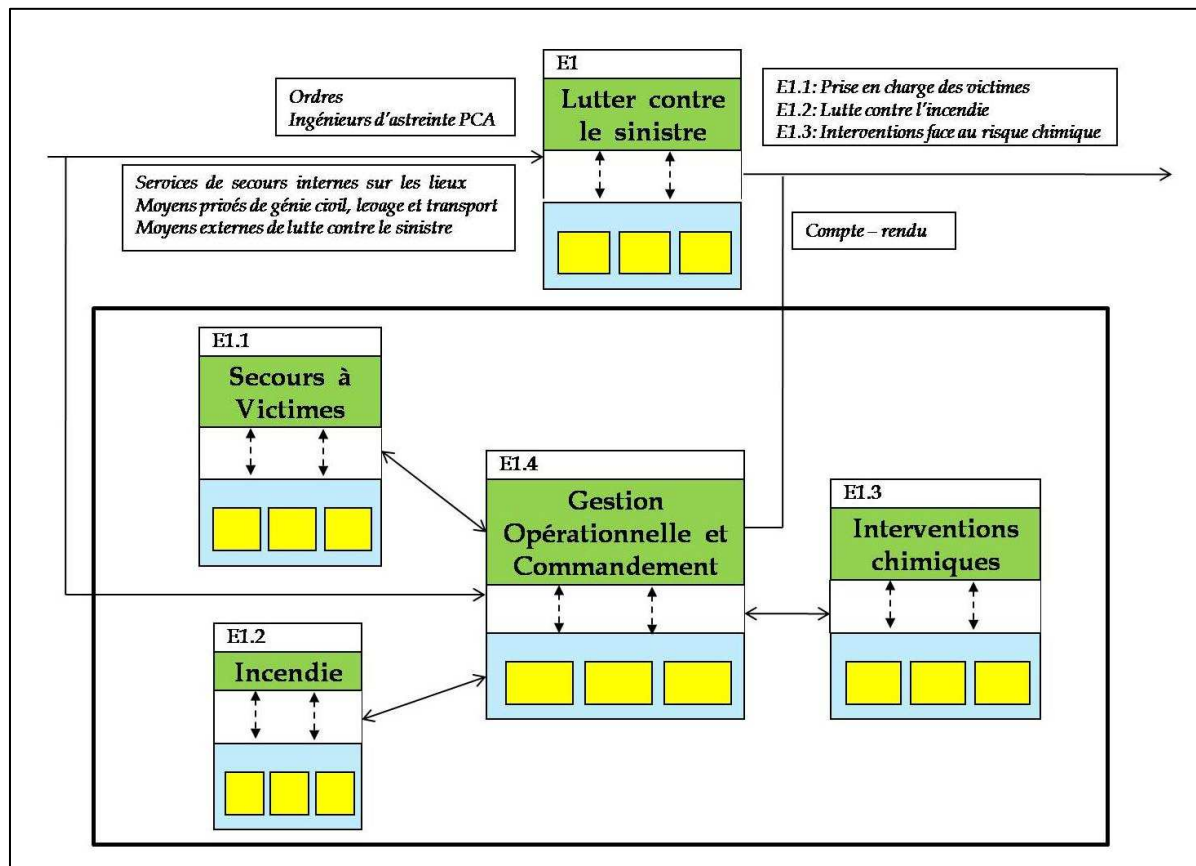 E1
Lutter contre
le sinistre
Ordres
Ingénieurs d'astreinte PCA
E1.1: Prise en charge des victimes
E1.2: Lutte contre l'incendie
E1.3: Interventions face au risque chimique
Services de secours internes sur les lieux
Moyens privés de génie civil, levage et transport
Moyens externes de lutte contre le sinistre
Compte – rendu
E1.1
Secours à
Victimes
E1.4
Gestion
Opérationnelle et
Commandement
E1.3
Interventions
chimiques
E1.2
Incendie